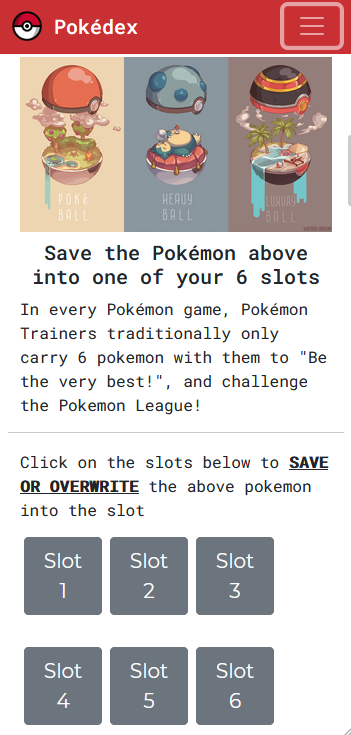 Pokédex
POKÉ BALL
HEAVY BALL
LUXURY BALL
Save the Pokémon above
into one of your 6 slots
In every Pokémon game, Pokémon
Trainers traditionally only
carry 6 pokemon with them to "Be
the very best!", and challenge
the Pokemon League!
Click on the slots below to SAVE
OR OVERWRITE the above pokemon
into the slot
Slot 1
Slot 2
Slot 3
Slot 4
Slot 5
Slot 6